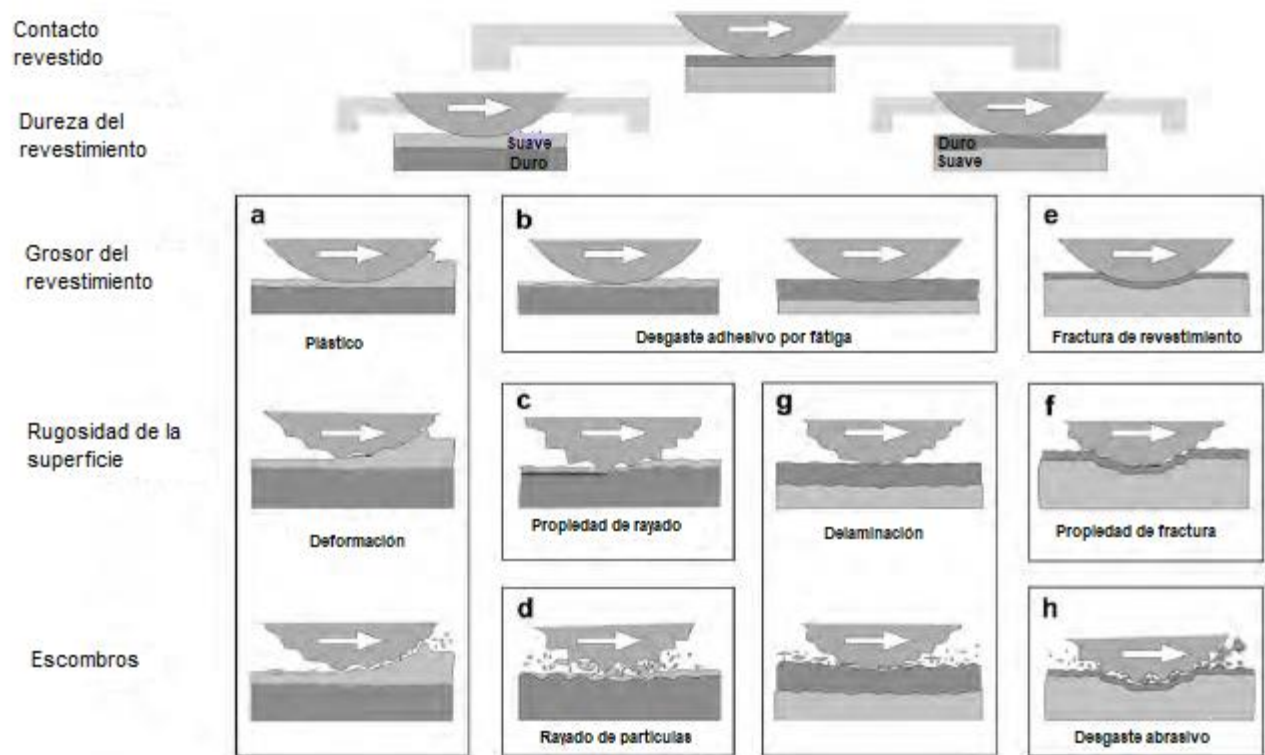 Contacto
revestido
Dureza del
revestimiento
Suave
Duro
Duro
Suave
a
b
e
Grosor del
revestimiento
Plástico
Desgaste adhesivo por fátiga
Fractura de revestimiento
c
g
f
Rugosidad de la
superficie
Deformación
Propiedad de rayado
Delaminación
Propiedad de fractura
d
h
Escombros
Rayado de partículas
Desgaste abrasivo